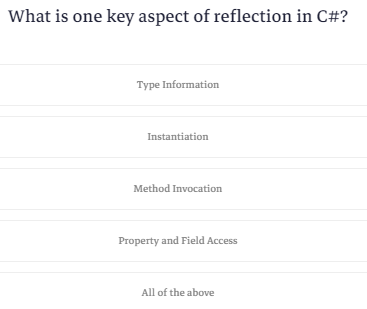 What is one key aspect of reflection in C#?
Type Information
Instantiation
Method Invocation
Property and Field Access
All of the above